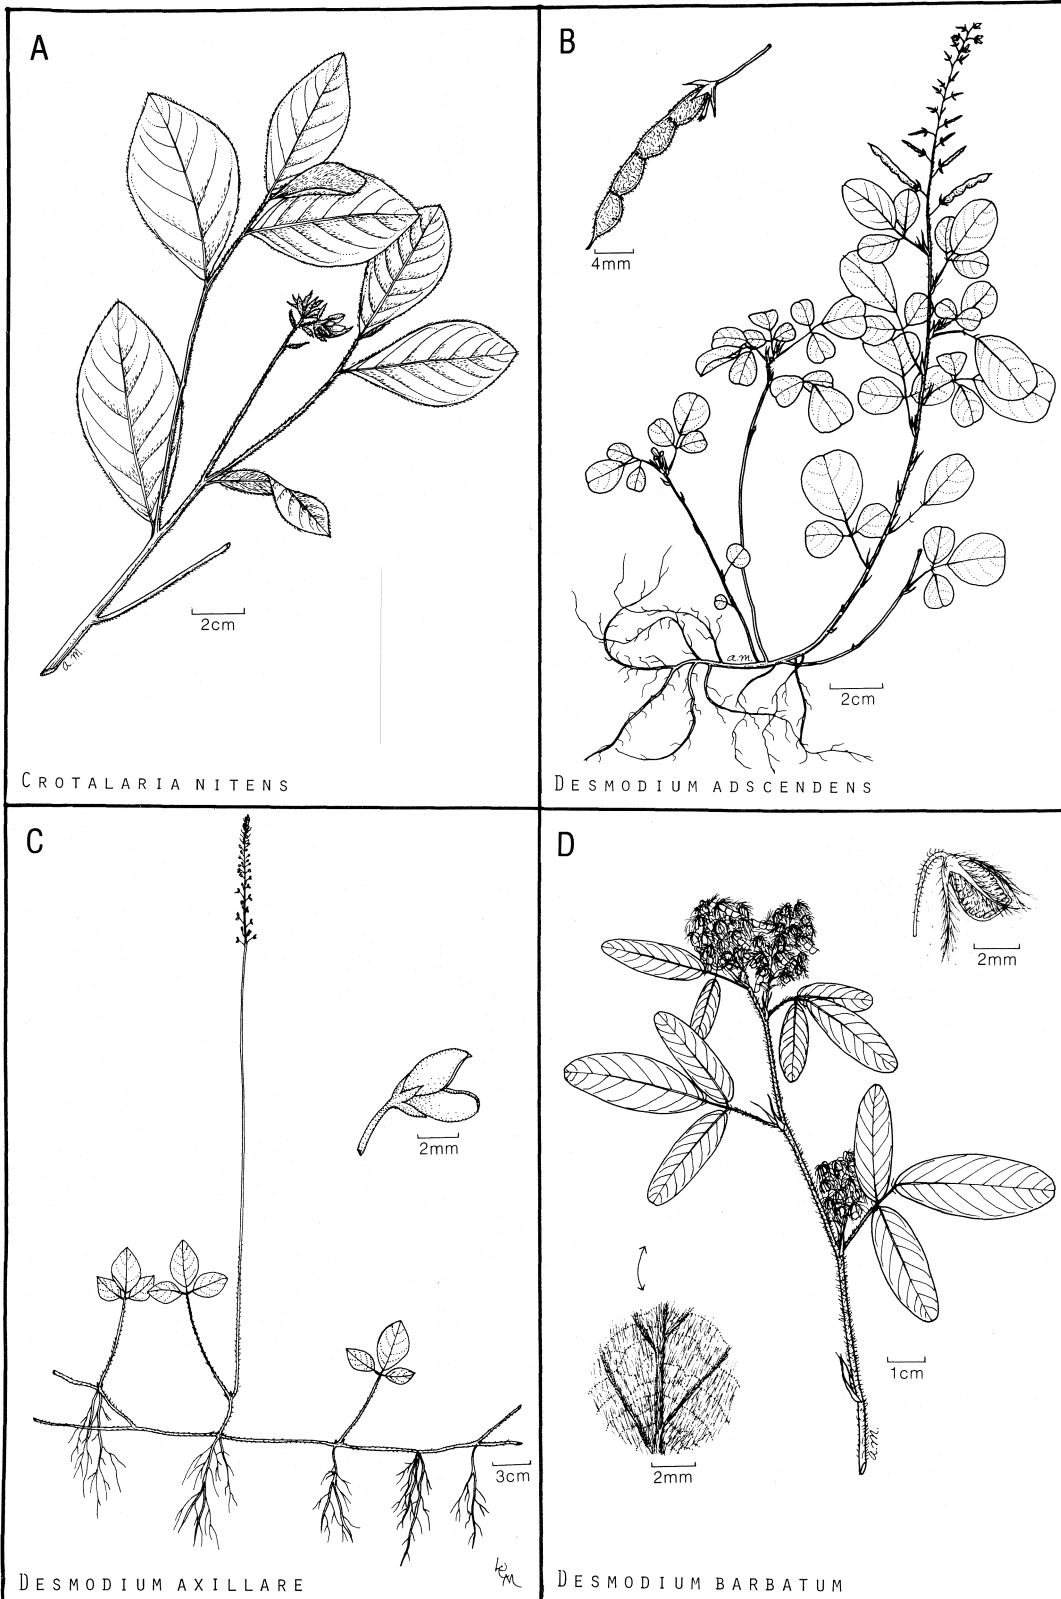 A
2cm
a.m.
CROTALARIA NITENS
B
4mm
a.m.
2cm
DESMODIUM ADSCENDENS
C
2mm
3cm
DESMODIUM AXILLARE
D
2mm
1cm
a.m.
2mm
DESMODIUM BARBATUM